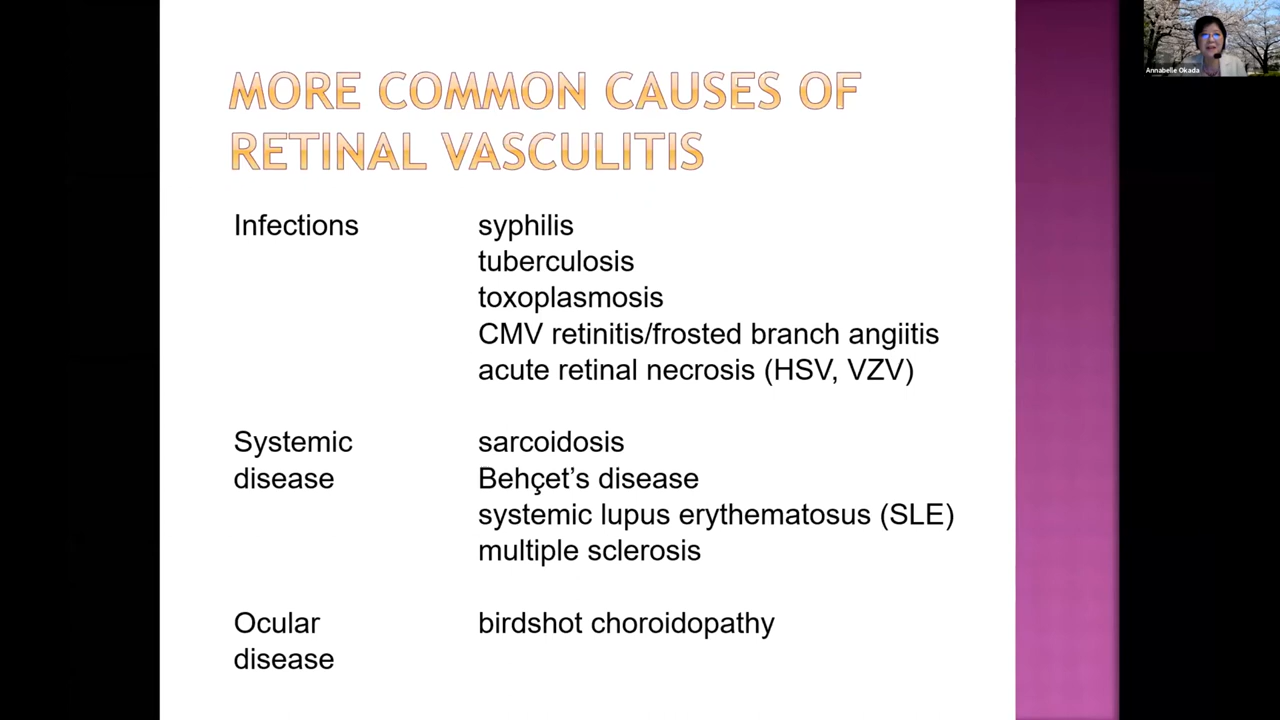 MORE COMMON CAUSES OF
RETINAL VASCULITIS
Infections syphilis
tuberculosis
toxoplasmosis
CMV retinitis/frosted branch angiitis
acute retinal necrosis (HSV, VZV)
Systemic sarcoidosis
disease Behçet’s disease
systemic lupus erythematosus (SLE)
multiple sclerosis
Ocular birdshot choroidopathy
disease
Annabelle Okada